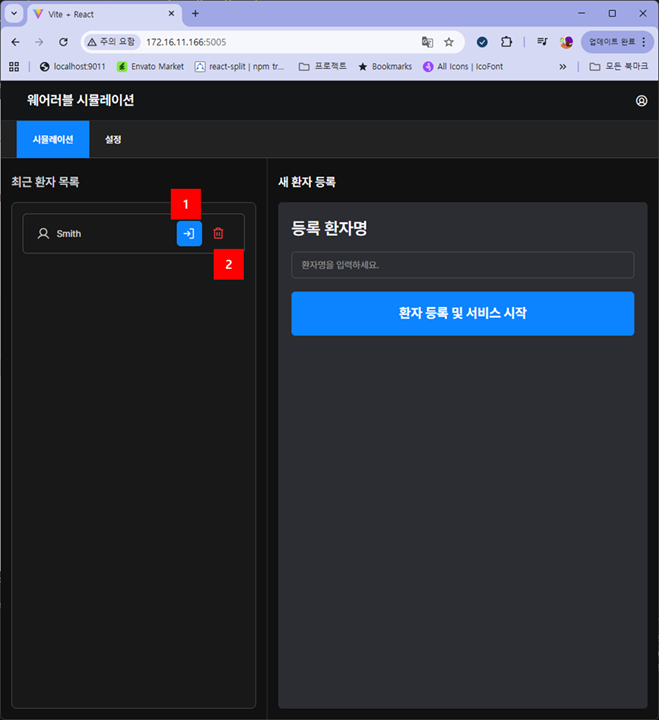 Vite + React
주의 요함
172.16.11.166:5005
업데이트 완료
localhost:9011
Envato Market
react-split | npm tr...
프로젝트
Bookmarks
All Icons | IcoFont
모든 북마크
웨어러블 시뮬레이션
시뮬레이션
설정
최근 환자 목록
1
Smith
2
새 환자 등록
등록 환자명
환자명을 입력하세요.
환자 등록 및 서비스 시작